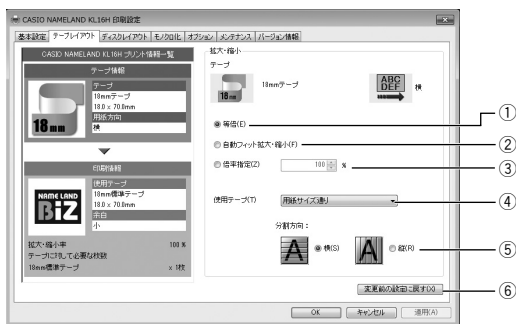 CASIO NAMELAND KL16H 印刷設定
基本設定 テープレイアウト ディスクレイアウト モノクロ化 オプション メンテナンス バージョン情報
CASIO NAMELAND KL16H プリント情報一覧
テープ情報
18mm
テープ
18mmテープ
18.0 x 70.0mm
用紙方向
横
印刷情報
NAME LAND
BiZ
使用テープ
18mm標準テープ
18.0 x 70.0mm
余白
小
拡大・縮小率 100 %
テープに対して必要な枚数
18mm標準テープ x 1枚
拡大・縮小
テープ
18mm
18mmテープ
ABC
DEF
横
等倍(E)
自動フィット拡大・縮小(F)
倍率指定(Z) 100 %
使用テープ(T) 用紙サイズ通り
分割方向:
A 横(S) A 縦(R)
変更前の設定に戻す(X)
OK キャンセル 適用(A)
①
②
③
④
⑤
⑥